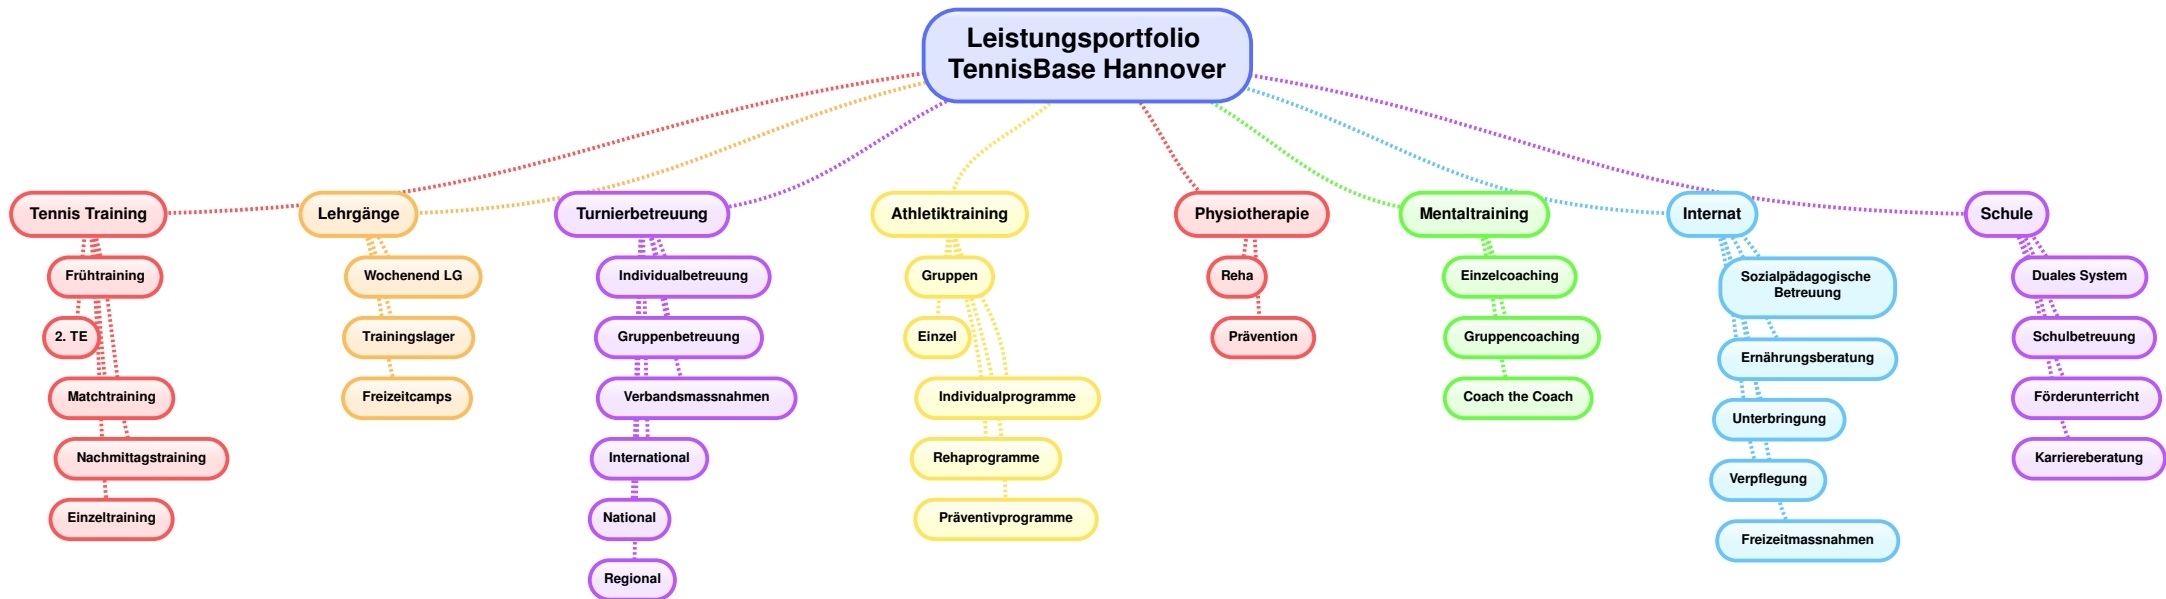 Leistungsportfolio
TennisBase Hannover
Tennis Training
Frühtraining
2. TE
Matchtraining
Nachmittagstraining
Einzeltraining
Lehrgänge
Wochenend LG
Trainingslager
Freizeitcamps
Turnierbetreuung
Individualbetreuung
Gruppenbetreuung
Verbandsmassnahmen
International
National
Regional
Athletiktraining
Gruppen
Einzel
Individualprogramme
Rehaprogramme
Präventivprogramme
Physiotherapie
Reha
Prävention
Mentaltraining
Einzelcoaching
Gruppencoaching
Coach the Coach
Internat
Sozialpädagogische
Betreuung
Ernährungsberatung
Unterbringung
Verpflegung
Freizeitmassnahmen
Schule
Duales System
Schulbetreuung
Förderunterricht
Karriereberatung